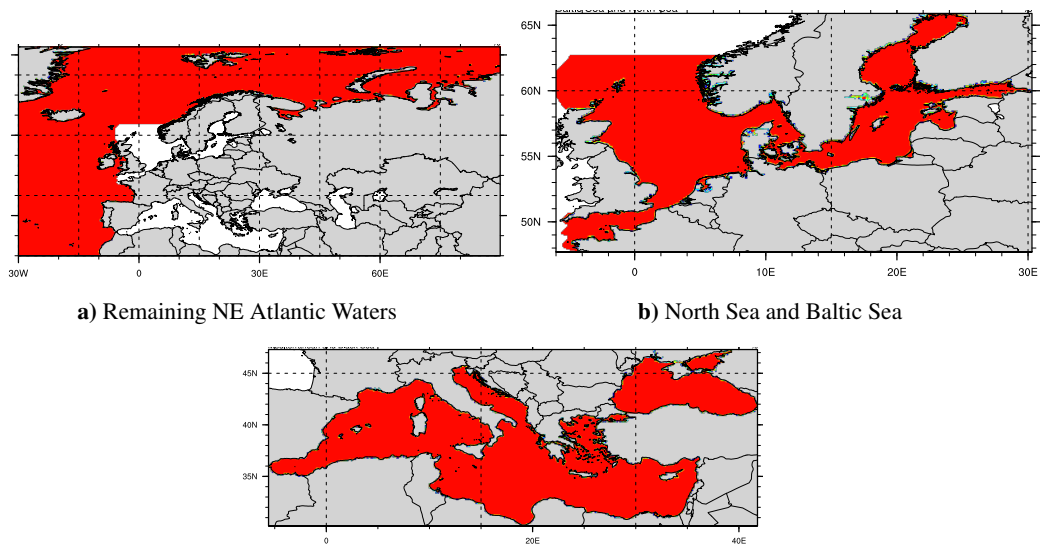 65N
60N
55N
50N
30W 0 30E 60E
0 10E 20E 30E
a) Remaining NE Atlantic Waters
b) North Sea and Baltic Sea
45N
40N
35N
0 20E 40E